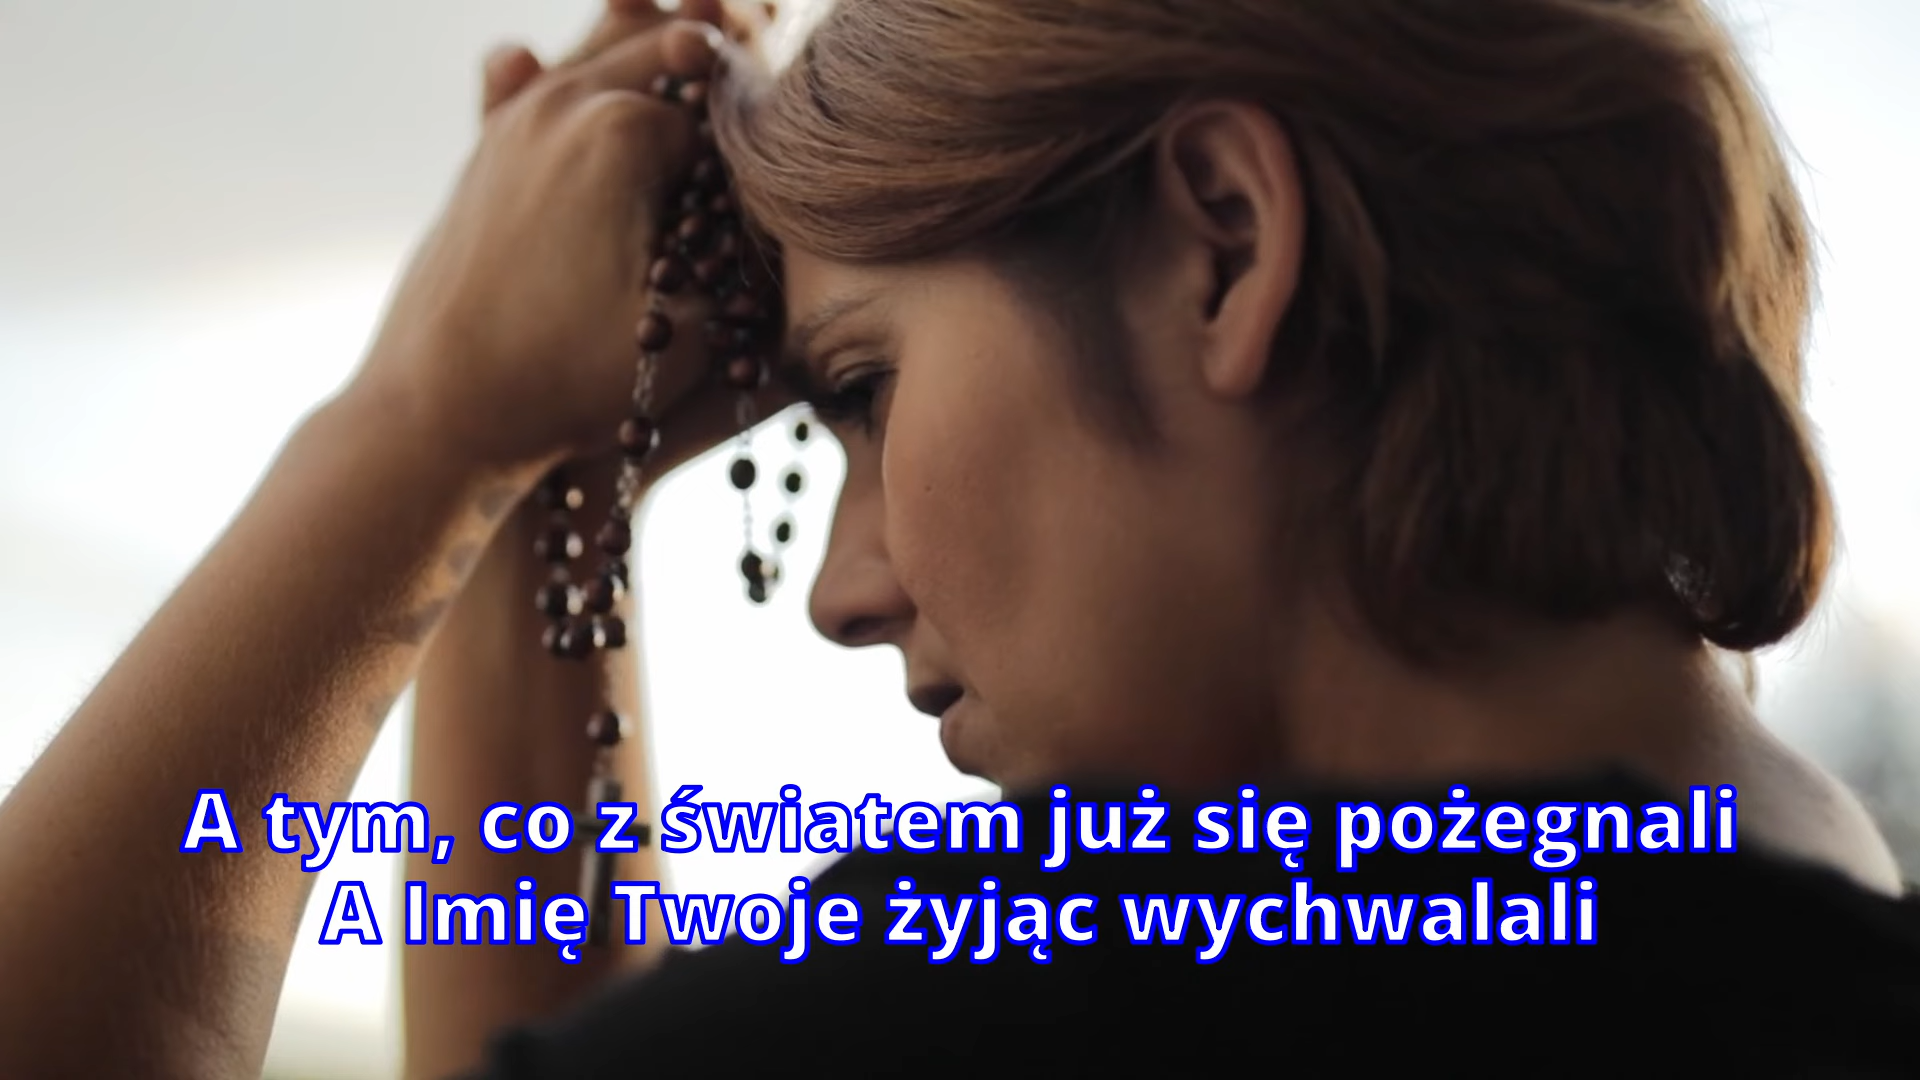 A tym, co z światem już się pożegnali
A Imię Twoje żyjąc wychwalali